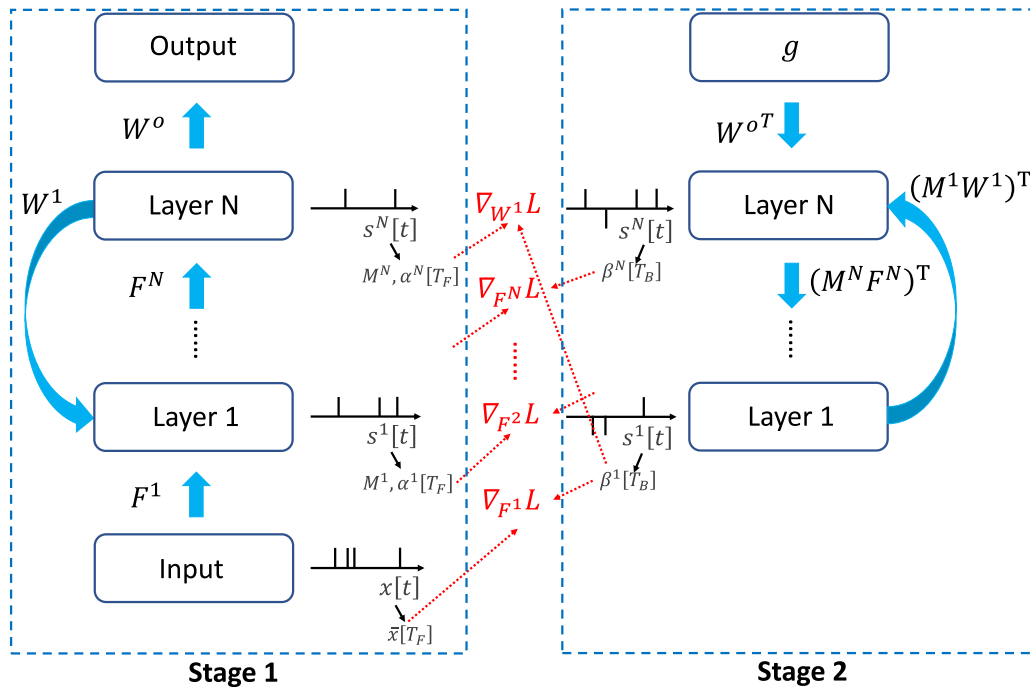 Output
W^o
Layer N
W^1
s^N[t]
M^N, α^N[T_F]
F^N
......
Layer 1
s^1[t]
M^1, α^1[T_F]
F^1
Input
x[t]
x̄[T_F]
Stage 1
∇_{W^1}L
∇_{F^N}L
......
∇_{F^2}L
∇_{F^1}L
g
W^{oT}
Layer N
(M^1W^1)^T
s^N[t]
β^N[T_B]
(M^NF^N)^T
......
Layer 1
s^1[t]
β^1[T_B]
Stage 2